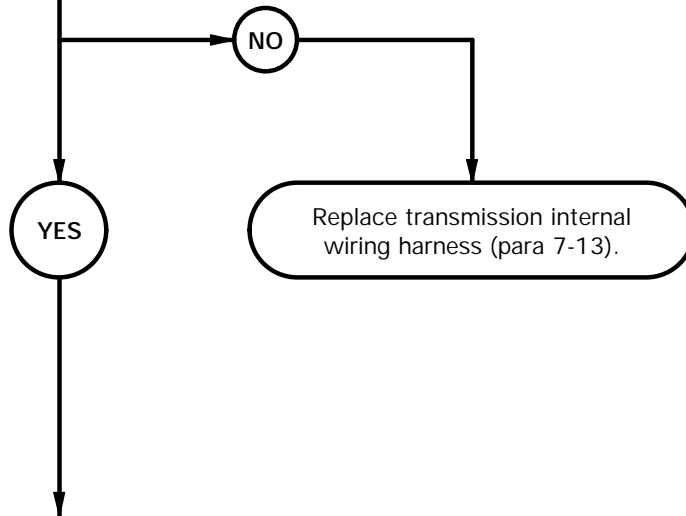 NO
YES
Replace transmission internal
wiring harness (para 7-13).